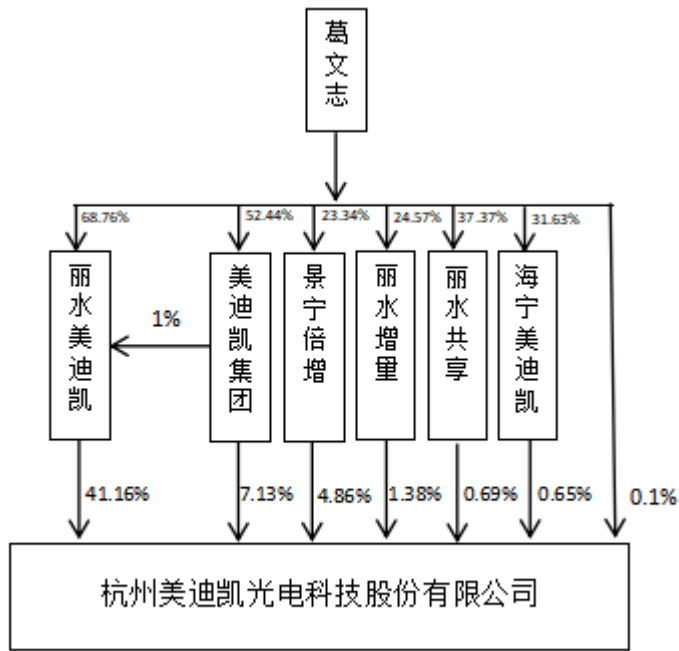 葛文志
68.76%
52.44%
23.34%
24.57%
37.37%
31.63%
丽水美迪凯
1%
美迪凯集团
景宁倍增
丽水增量
丽水共享
海宁美迪凯
41.16%
7.13%
4.86%
1.38%
0.69%
0.65%
0.1%
杭州美迪凯光电科技股份有限公司